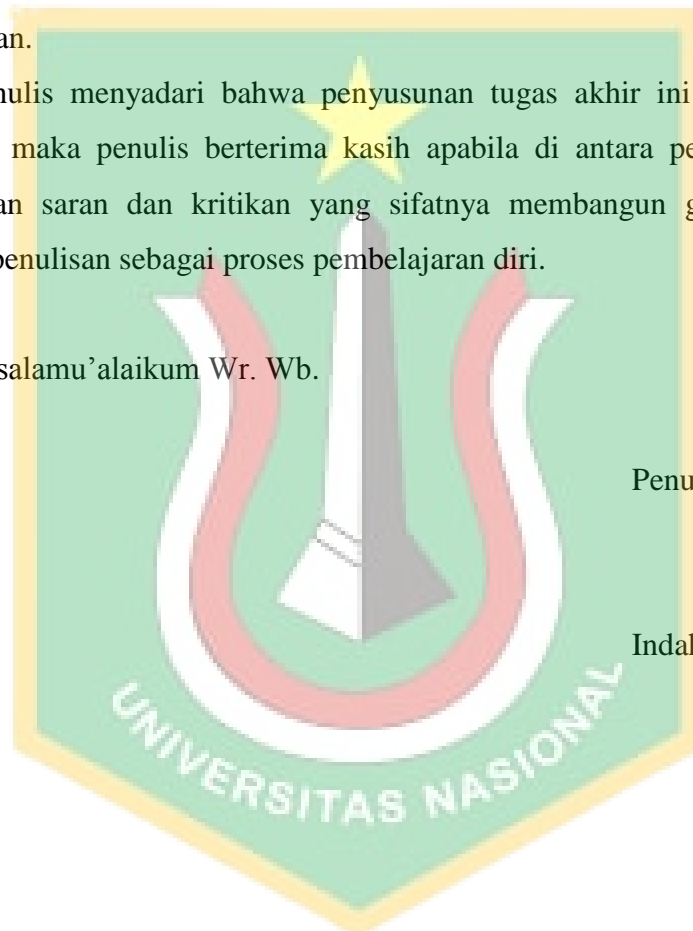 an.
nulis menyadari bahwa penyusunan tugas akhir ini
maka penulis berterima kasih apabila di antara pe
an saran dan kritikan yang sifatnya membangun g
penulisan sebagai proses pembelajaran diri.
salamu’alaikum Wr. Wb.
Penu
Indah
UNIVERSITAS NASIONAL